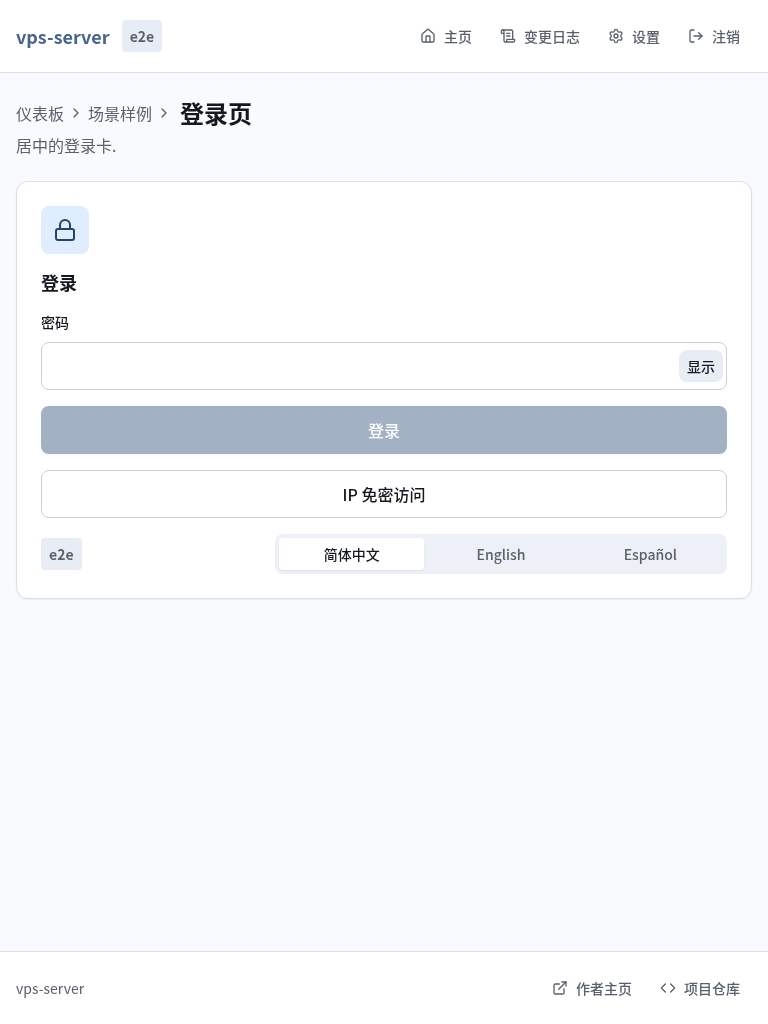 vps-server e2e 主页 变更日志 设置 注销
仪表板 场景样例 登录页
居中的登录卡.
登录
密码
显示
登录
IP 免密访问
e2e 简体中文 English Español
vps-server 作者主页 项目仓库